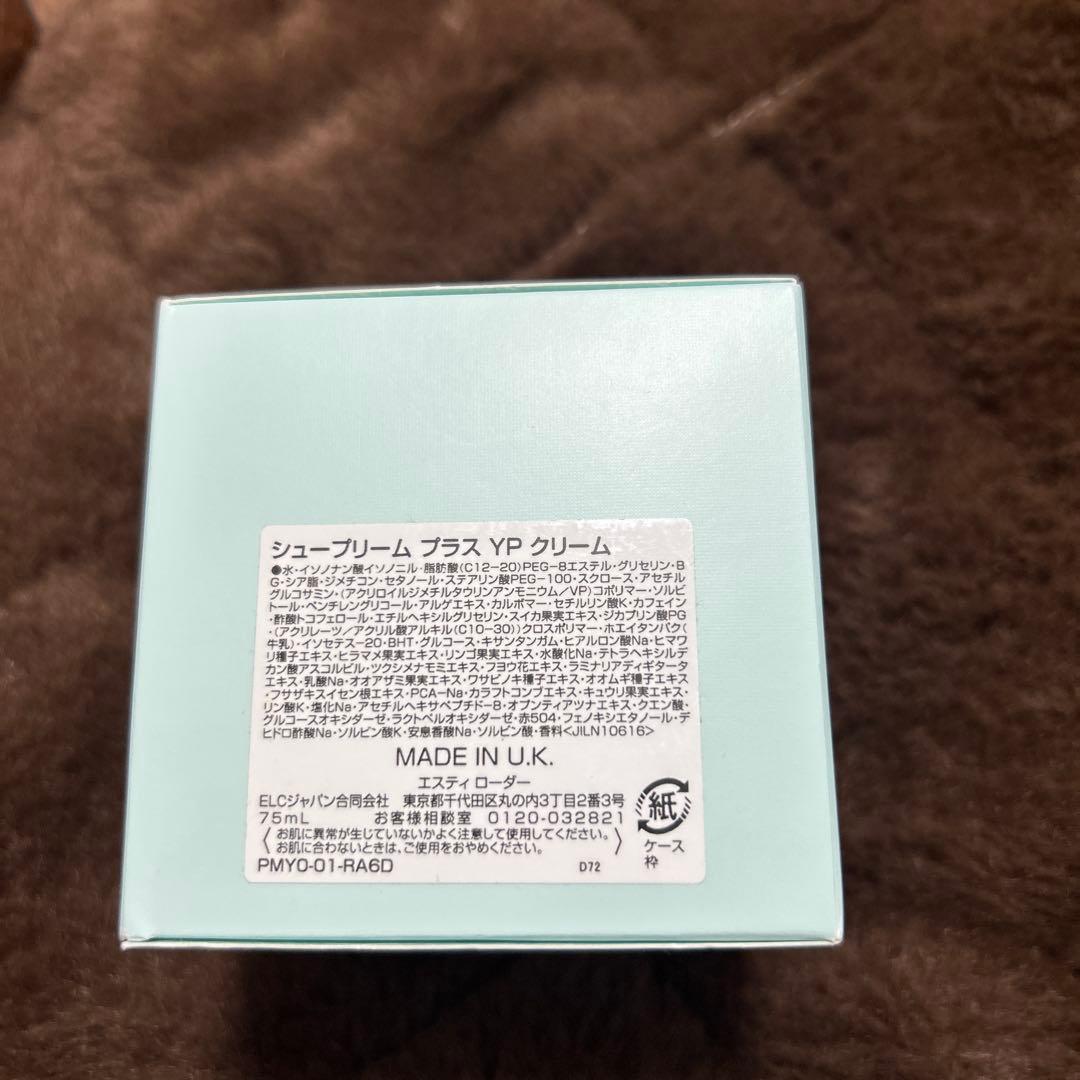 シュープリーム プラス YP クリーム
●水・イソノナン酸イソノニル・脂肪酸(C12-20)PEG-8エステル・グリセリン・B
G・シア脂・ジメチコン・セタノール・ステアリン酸PEG-100・スクロース・アセチル
グルコサミン・(アクリロイルジメチルタウリンアンモニウム/VP)コポリマー・ソルビ
トール・ペンチレングリコール・アルゲエキス・カルボマー・セチルリン酸K・カフェイン
・酢酸トコフェロール・エチルヘキシルグリセリン・スイカ果実エキス・ジカプリン酸PG
・(アクリレーツ/アクリル酸アルキル(C10-30))クロスポリマー・ホエイタンパク(
牛乳)・イソセテス-20・BHT・グルコース・キサンタンガム・ヒアルロン酸Na・ヒマワ
リ種子エキス・ヒラマメ果実エキス・リンゴ果実エキス・水酸化Na・テトラヘキシルデ
カン酸アスコルビル・ツクシメナモミエキス・フヨウ花エキス・ラミナリアディギタータ
エキス・乳酸Na・オオアザミ果実エキス・ワサビノキ種子エキス・オオムギ種子エキス
・フサザキスイセン根エキス・PCA-Na・カラフトコンブエキス・キュウリ果実エキス・
リン酸K・塩化Na・アセチルヘキサペプチド-8・オプンティアツナエキス・クエン酸・
グルコースオキシダーゼ・ラクトペルオキシダーゼ・赤504・フェノキシエタノール・デ
ヒドロ酢酸Na・ソルビン酸K・安息香酸Na・ソルビン酸・香料<JILN10616>
MADE IN U.K.
エスティ ローダー
ELCジャパン合同会社 東京都千代田区丸の内3丁目2番3号
75mL お客様相談室 0120-032821
〈お肌に異常が生じていないかよく注意して使用してください。
お肌に合わないときは、ご使用をおやめください。〉
PMY0-01-RA6D D72
紙
ケース
枠